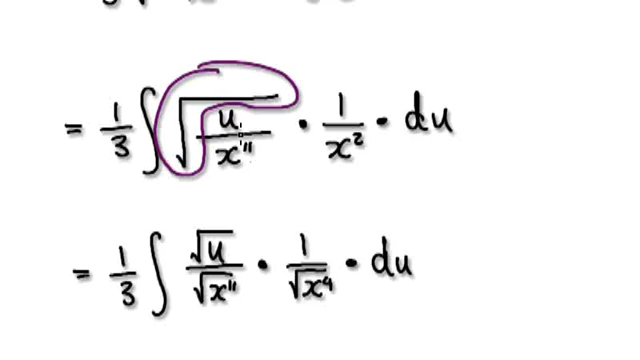 = 1/3 ∫ √(u/x¹¹) · 1/x² · du
= 1/3 ∫ √u/√x¹¹ · 1/√x⁴ · du